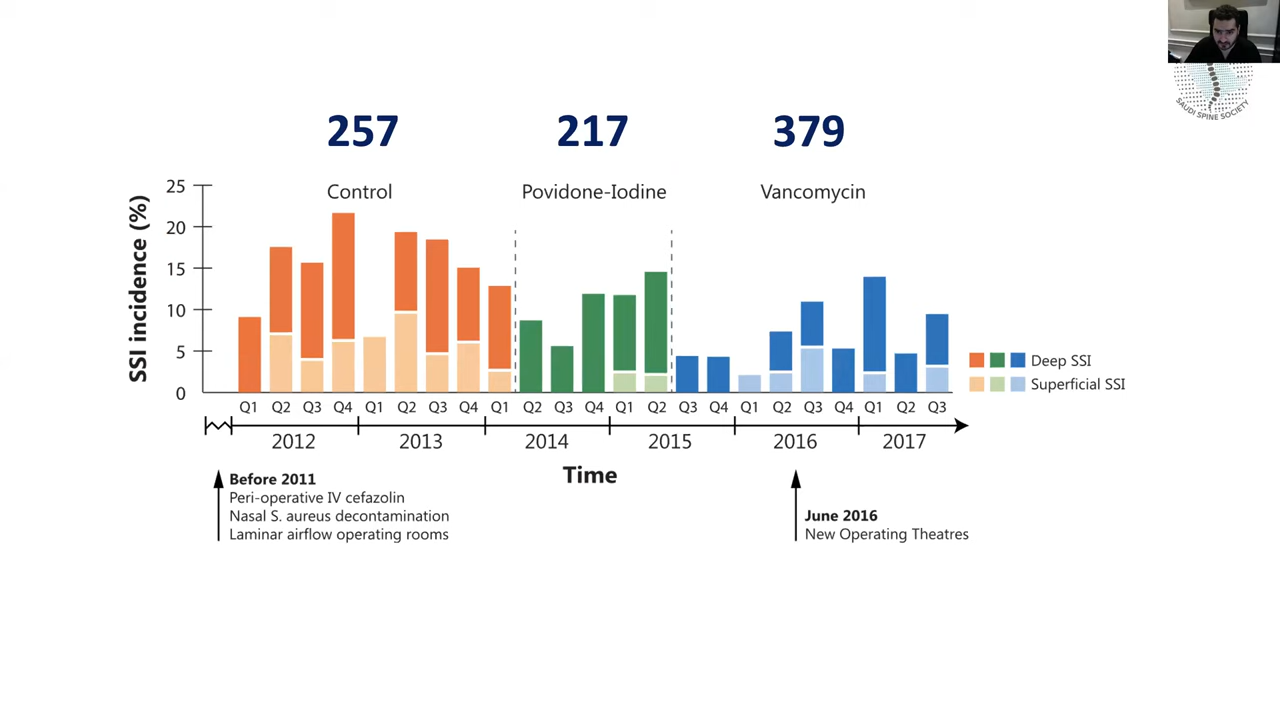 SAUDI SPINE SOCIETY
257 217 379
Control Povidone-Iodine Vancomycin
SSI incidence (%)
25
20
15
10
5
0
Deep SSI
Superficial SSI
Q1 Q2 Q3 Q4 Q1 Q2 Q3 Q4 Q1 Q2 Q3 Q4 Q1 Q2 Q3 Q4 Q1 Q2 Q3 Q4 Q1 Q2 Q3
2012 2013 2014 2015 2016 2017
Time
Before 2011
Peri-operative IV cefazolin
Nasal S. aureus decontamination
Laminar airflow operating rooms
June 2016
New Operating Theatres